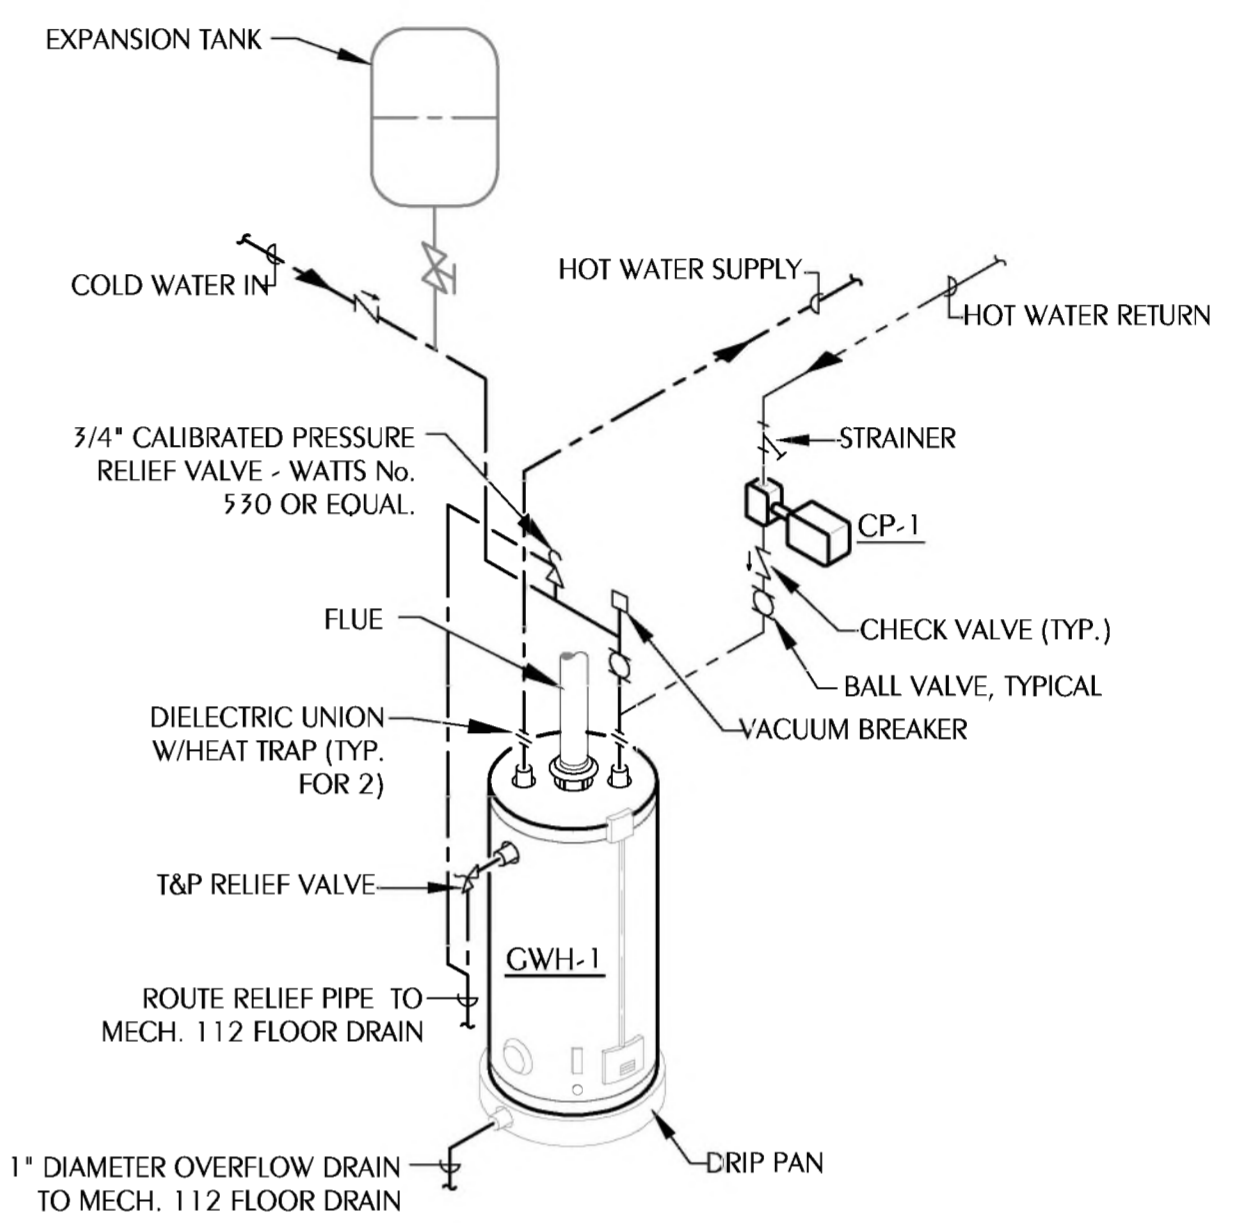 EXPANSION TANK
COLD WATER IN
HOT WATER SUPPLY
HOT WATER RETURN
3/4" CALIBRATED PRESSURE
RELIEF VALVE - WATTS No.
530 OR EQUAL.
STRAINER
CP-1
FLUE
CHECK VALVE (TYP.)
BALL VALVE, TYPICAL
DIELECTRIC UNION
W/HEAT TRAP (TYP.
FOR 2)
VACUUM BREAKER
T&P RELIEF VALVE
GWH-1
ROUTE RELIEF PIPE TO
MECH. 112 FLOOR DRAIN
DRIP PAN
1" DIAMETER OVERFLOW DRAIN
TO MECH. 112 FLOOR DRAIN